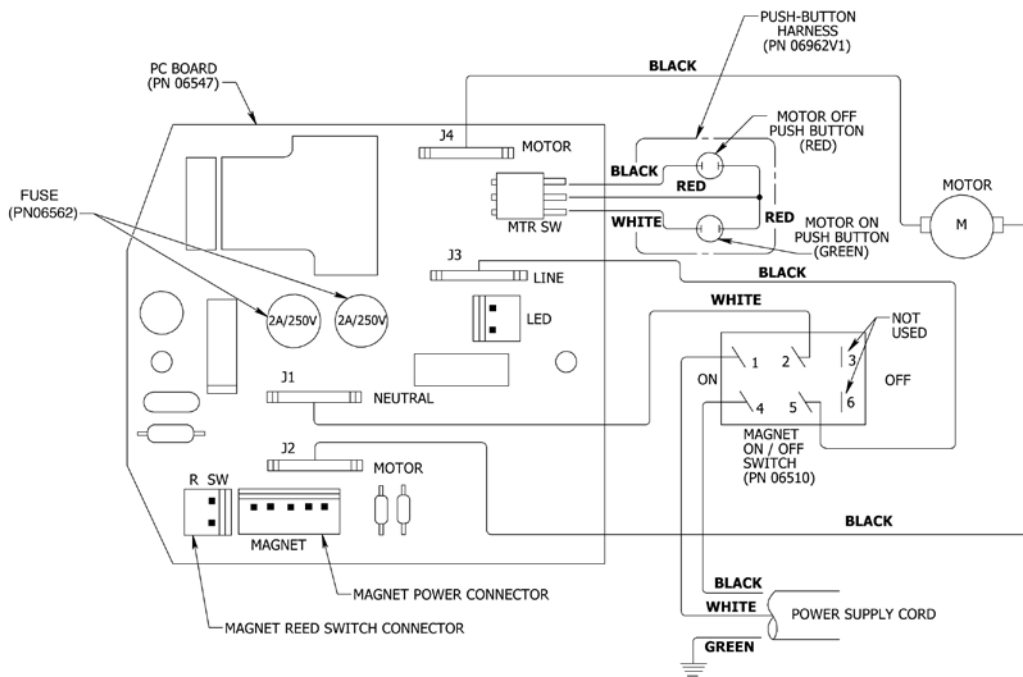 PUSH-BUTTON
HARNESS
(PN 06962V1)
BLACK
PC BOARD
(PN 06547)
MOTOR OFF
PUSH BUTTON
(RED)
J4
MOTOR
BLACK
RED
MTR SW
WHITE
RED
MOTOR ON
PUSH BUTTON
(GREEN)
MOTOR
M
FUSE
(PN06562)
J3
LINE
BLACK
WHITE
LED
2A/250V
2A/250V
NOT
USED
1
2
3
ON
OFF
4
5
6
MAGNET
ON / OFF
SWITCH
(PN 06510)
J1
NEUTRAL
J2
MOTOR
R SW
MAGNET
BLACK
MAGNET POWER CONNECTOR
MAGNET REED SWITCH CONNECTOR
BLACK
WHITE
GREEN
POWER SUPPLY CORD